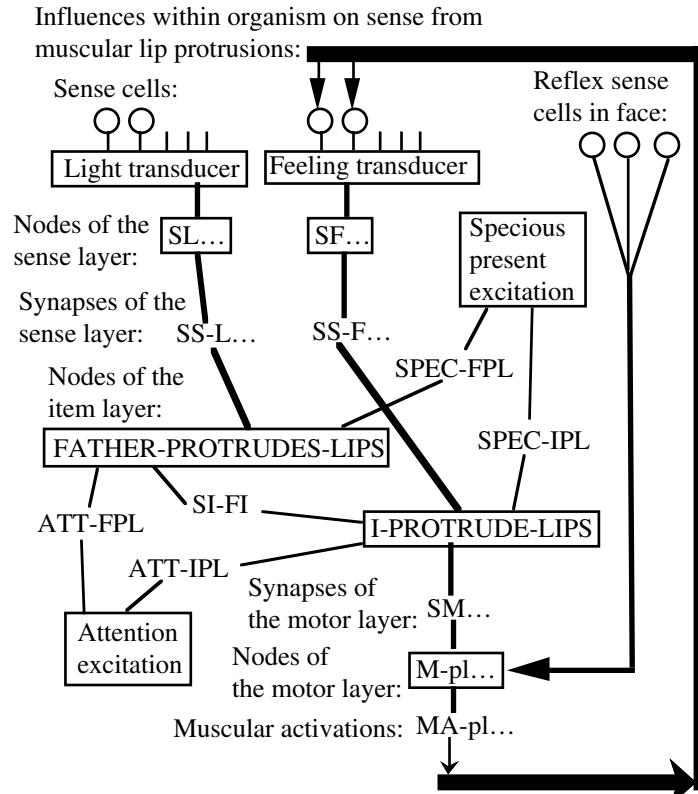 Influences within organism on sense from
muscular lip protrusions:
Sense cells:
Reflex sense
cells in face:
Light transducer
Feeling transducer
Nodes of the
sense layer:
SL…
SF…
Specious
present
excitation
Synapses of the
sense layer:
SS-L…
SS-F…
SPEC-FPL
Nodes of the
item layer:
FATHER-PROTRUDES-LIPS
SPEC-IPL
SI-FI
ATT-FPL
I-PROTRUDE-LIPS
ATT-IPL
Synapses of
the motor layer:
SM…
Attention
excitation
Nodes of
the motor layer:
M-pl…
Muscular activations:
MA-pl…